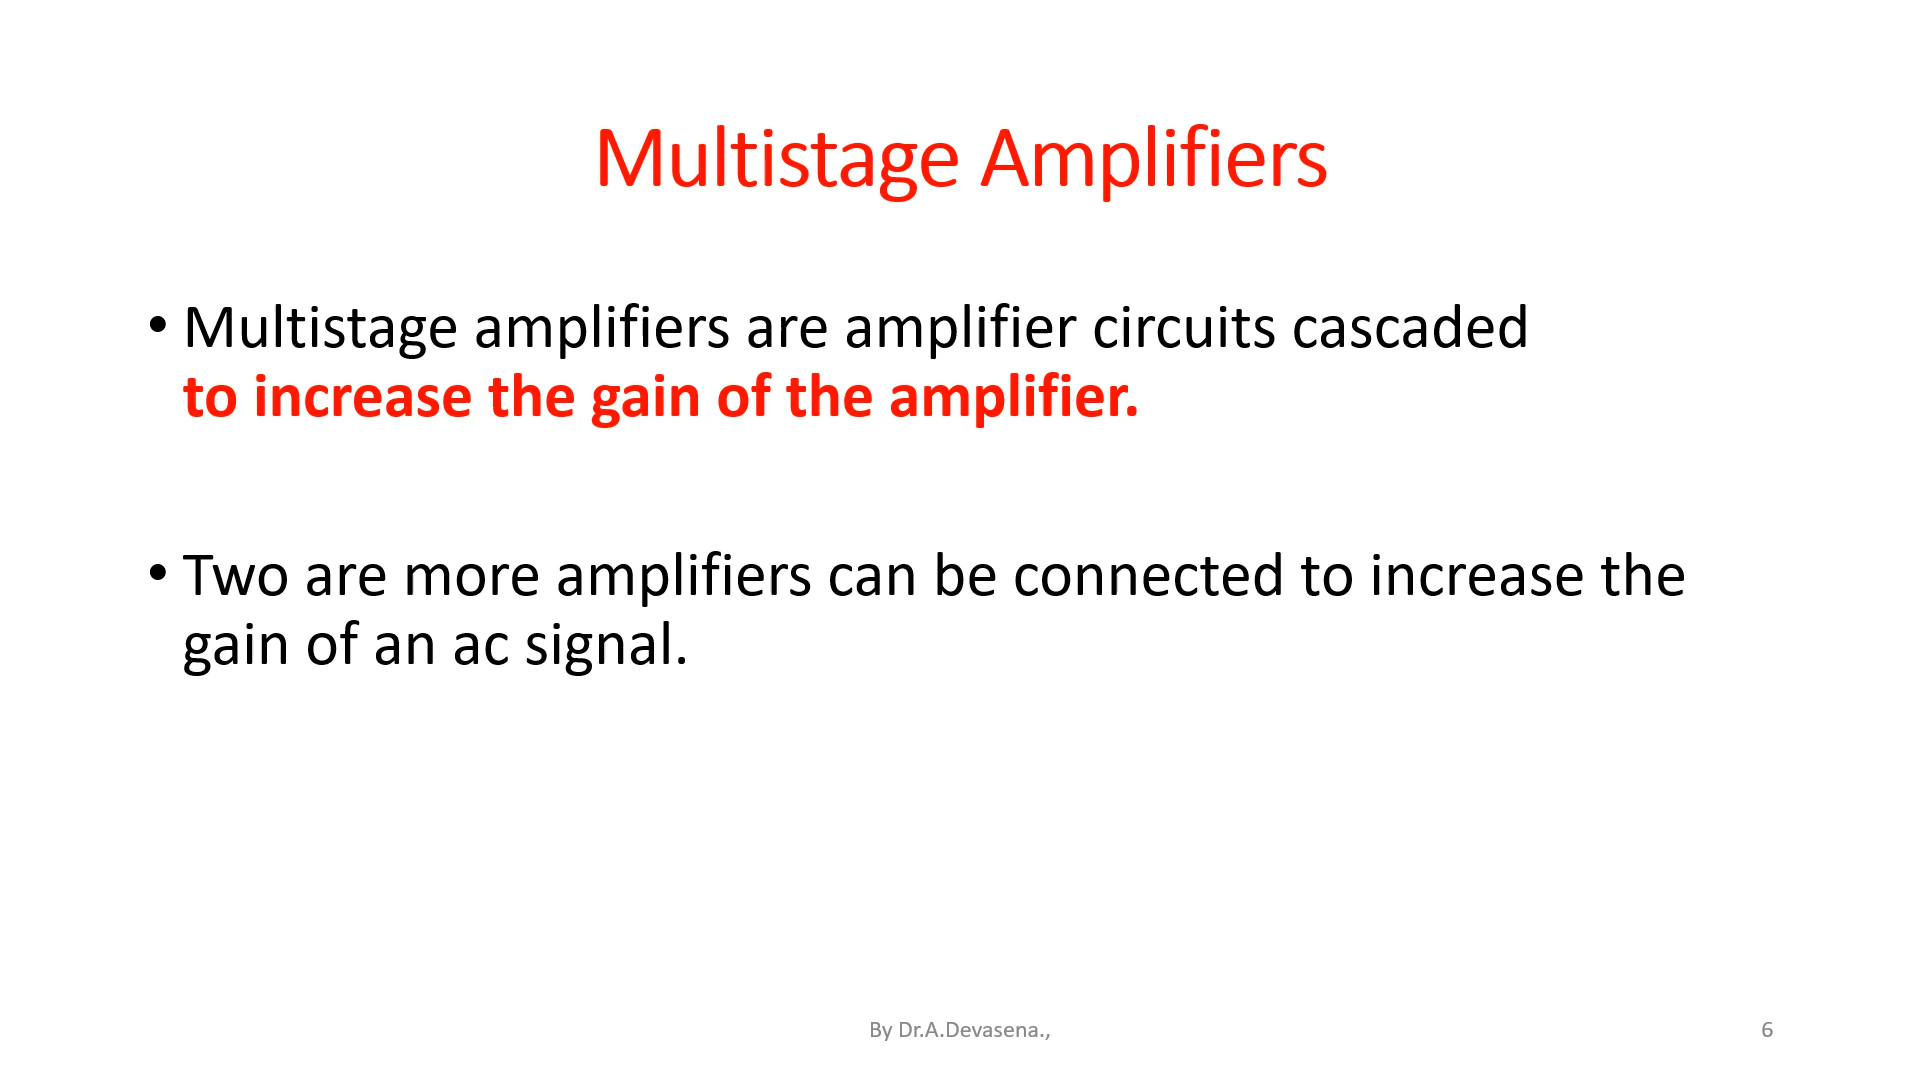 Multistage Amplifiers
• Multistage amplifiers are amplifier circuits cascaded
to increase the gain of the amplifier.
• Two are more amplifiers can be connected to increase the
gain of an ac signal.
By Dr.A.Devasena.,
6